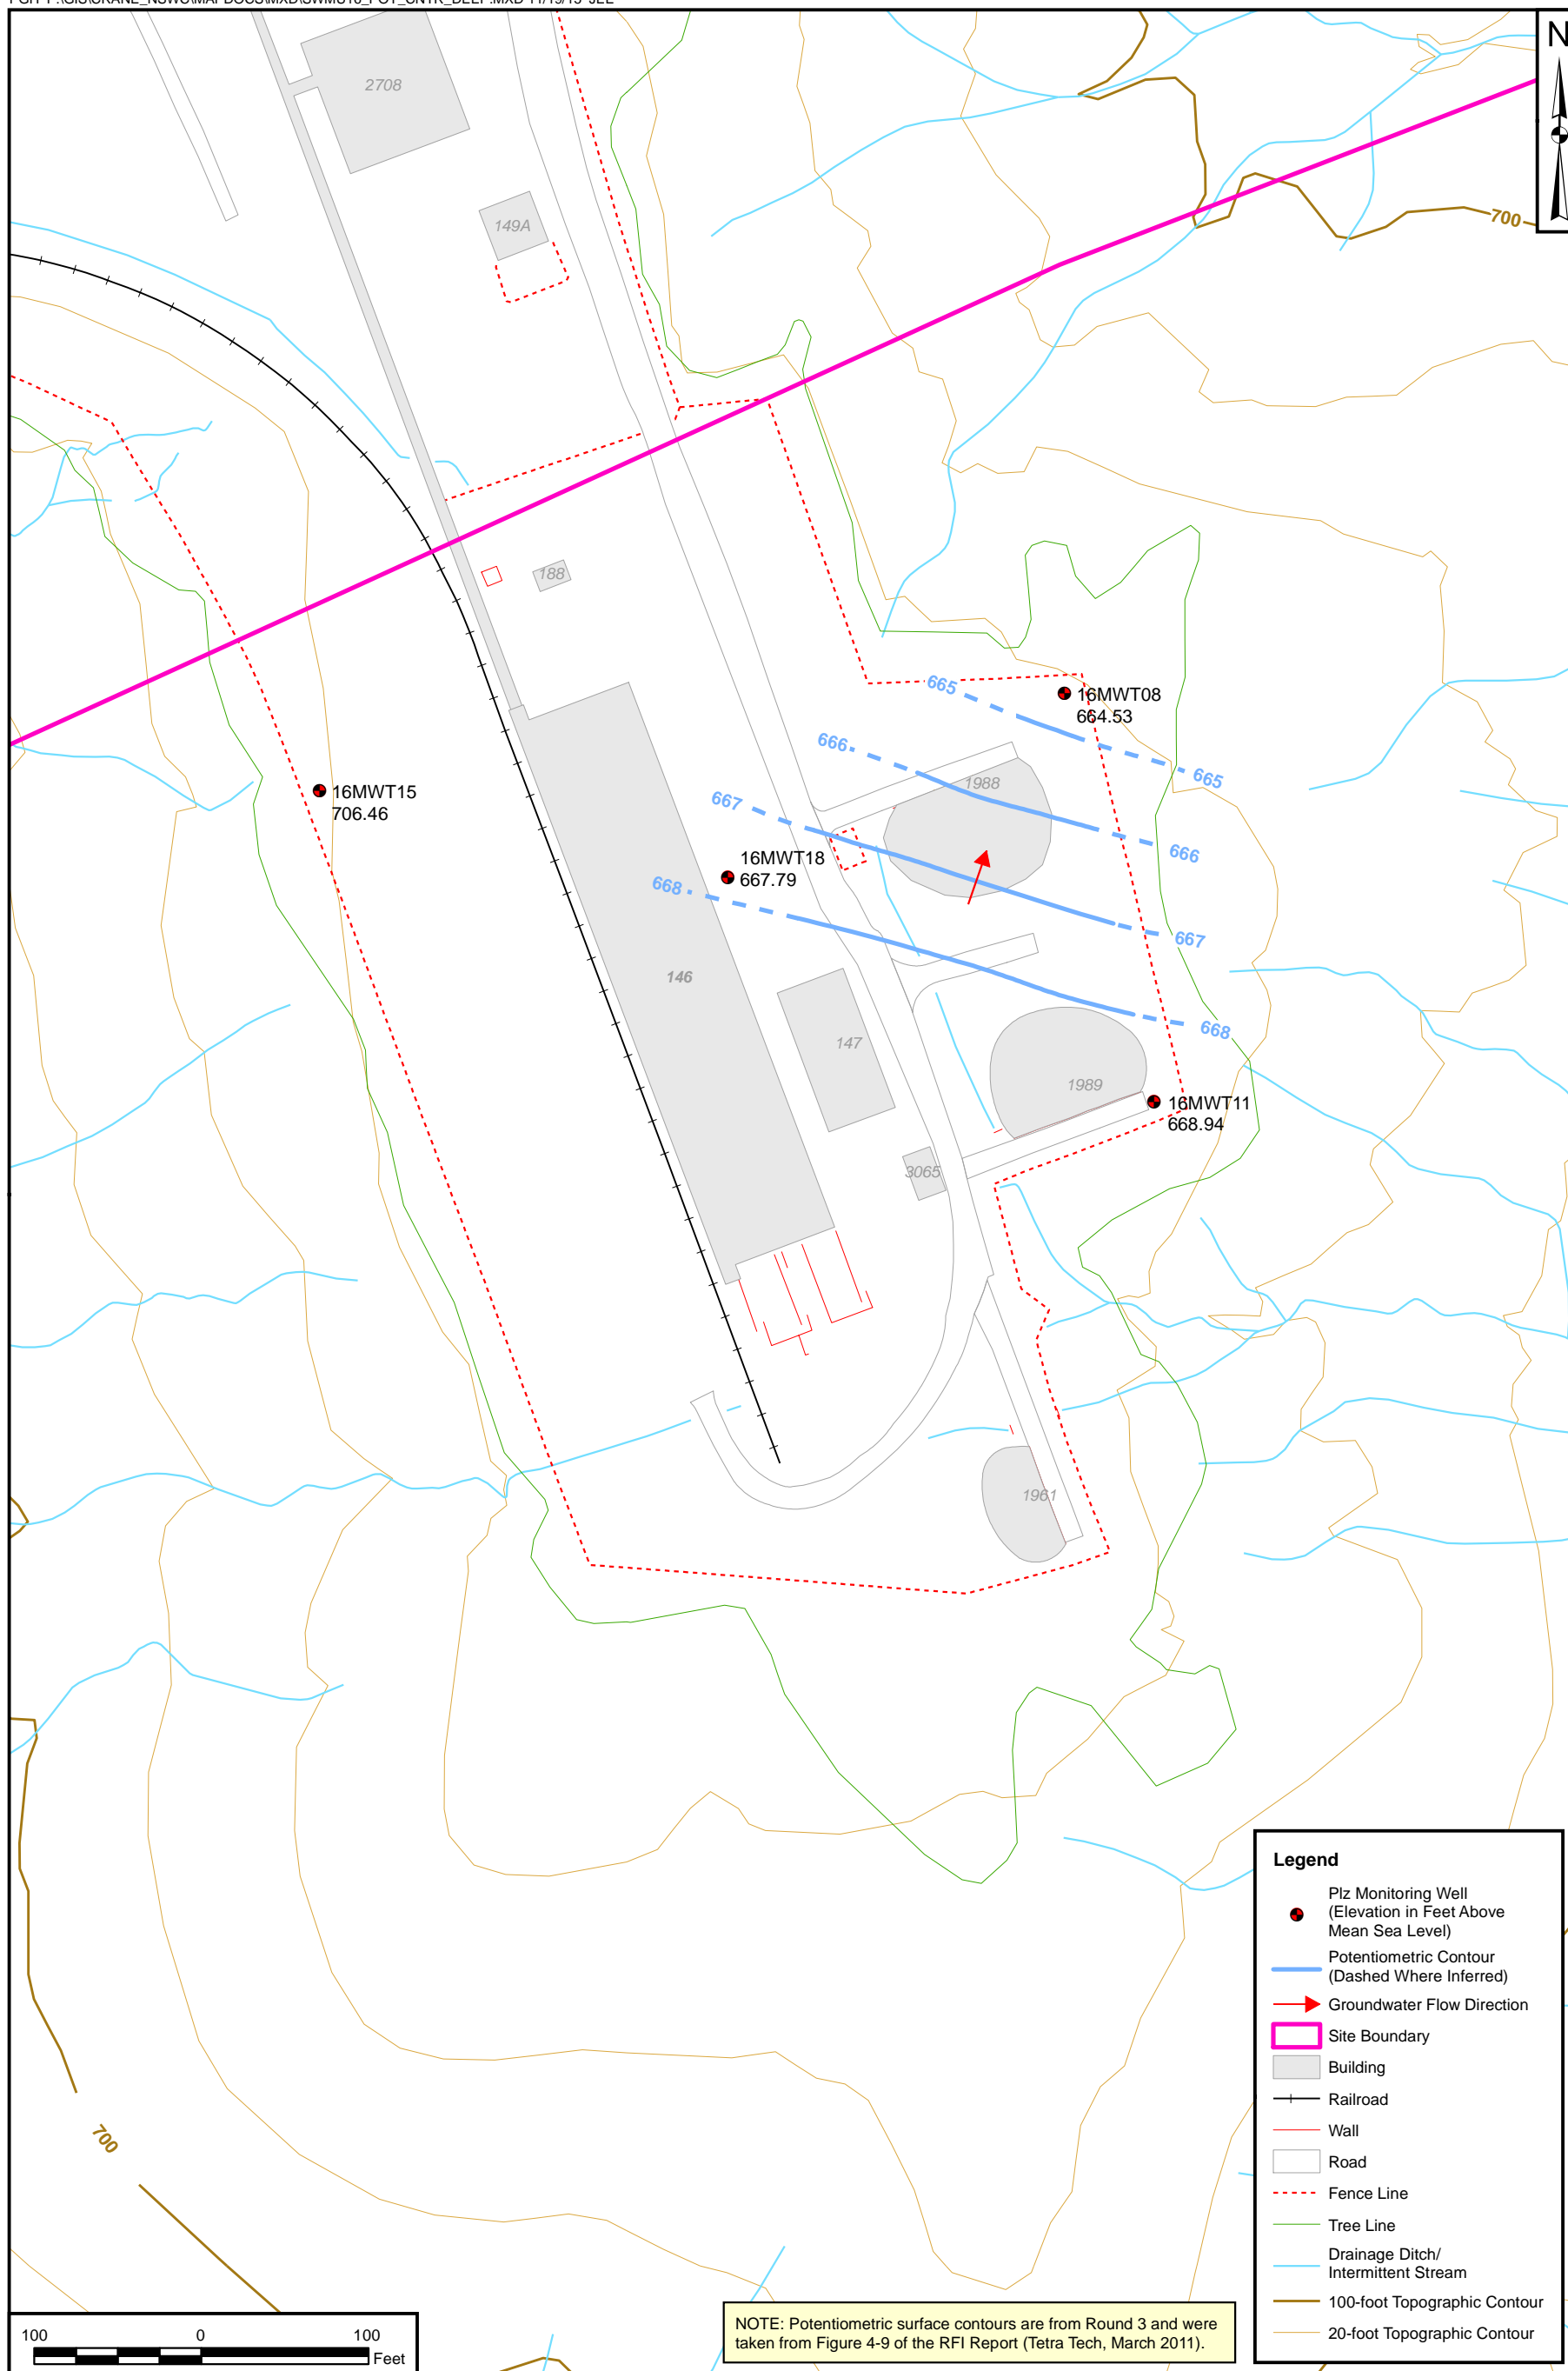 N
2708
149A
700
188
665
16MWT08
664.53
666
1988
665
16MWT15
706.46
667
16MWT18
667.79
666
668
667
146
147
668
1989
16MWT11
668.94
3065
1961
700
Legend
Plz Monitoring Well
(Elevation in Feet Above
Mean Sea Level)
Potentiometric Contour
(Dashed Where Inferred)
Groundwater Flow Direction
Site Boundary
Building
Railroad
Wall
Road
Fence Line
Tree Line
Drainage Ditch/
Intermittent Stream
100-foot Topographic Contour
20-foot Topographic Contour
NOTE: Potentiometric surface contours are from Round 3 and were
taken from Figure 4-9 of the RFI Report (Tetra Tech, March 2011).
100 0 100
Feet